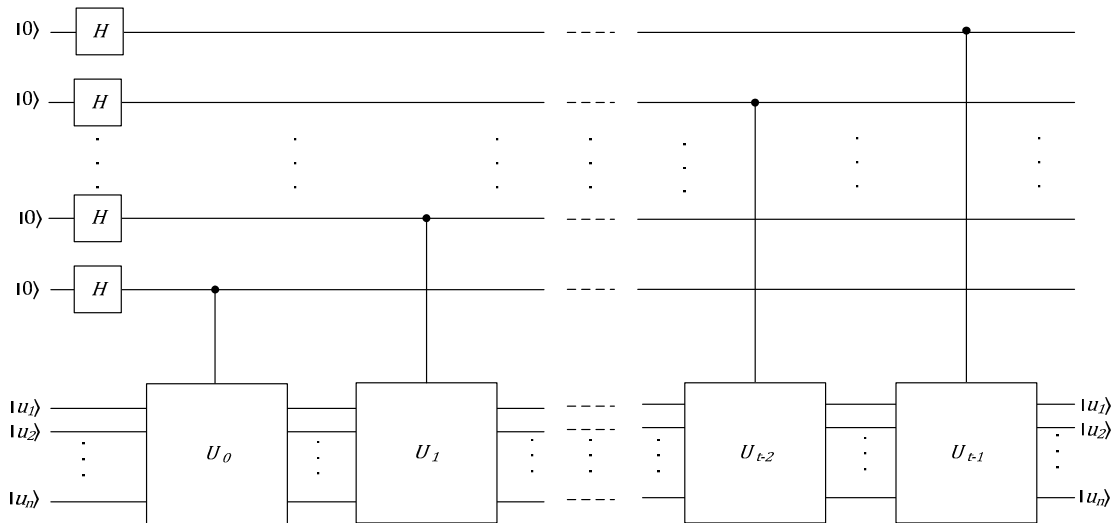 |0⟩ H
|0⟩ H
|0⟩ H
|0⟩ H
|u₁⟩ |u₁⟩
|u₂⟩ |u₂⟩
U₀ U₁ Uₜ₋₂ Uₜ₋₁
|uₙ⟩ |uₙ⟩